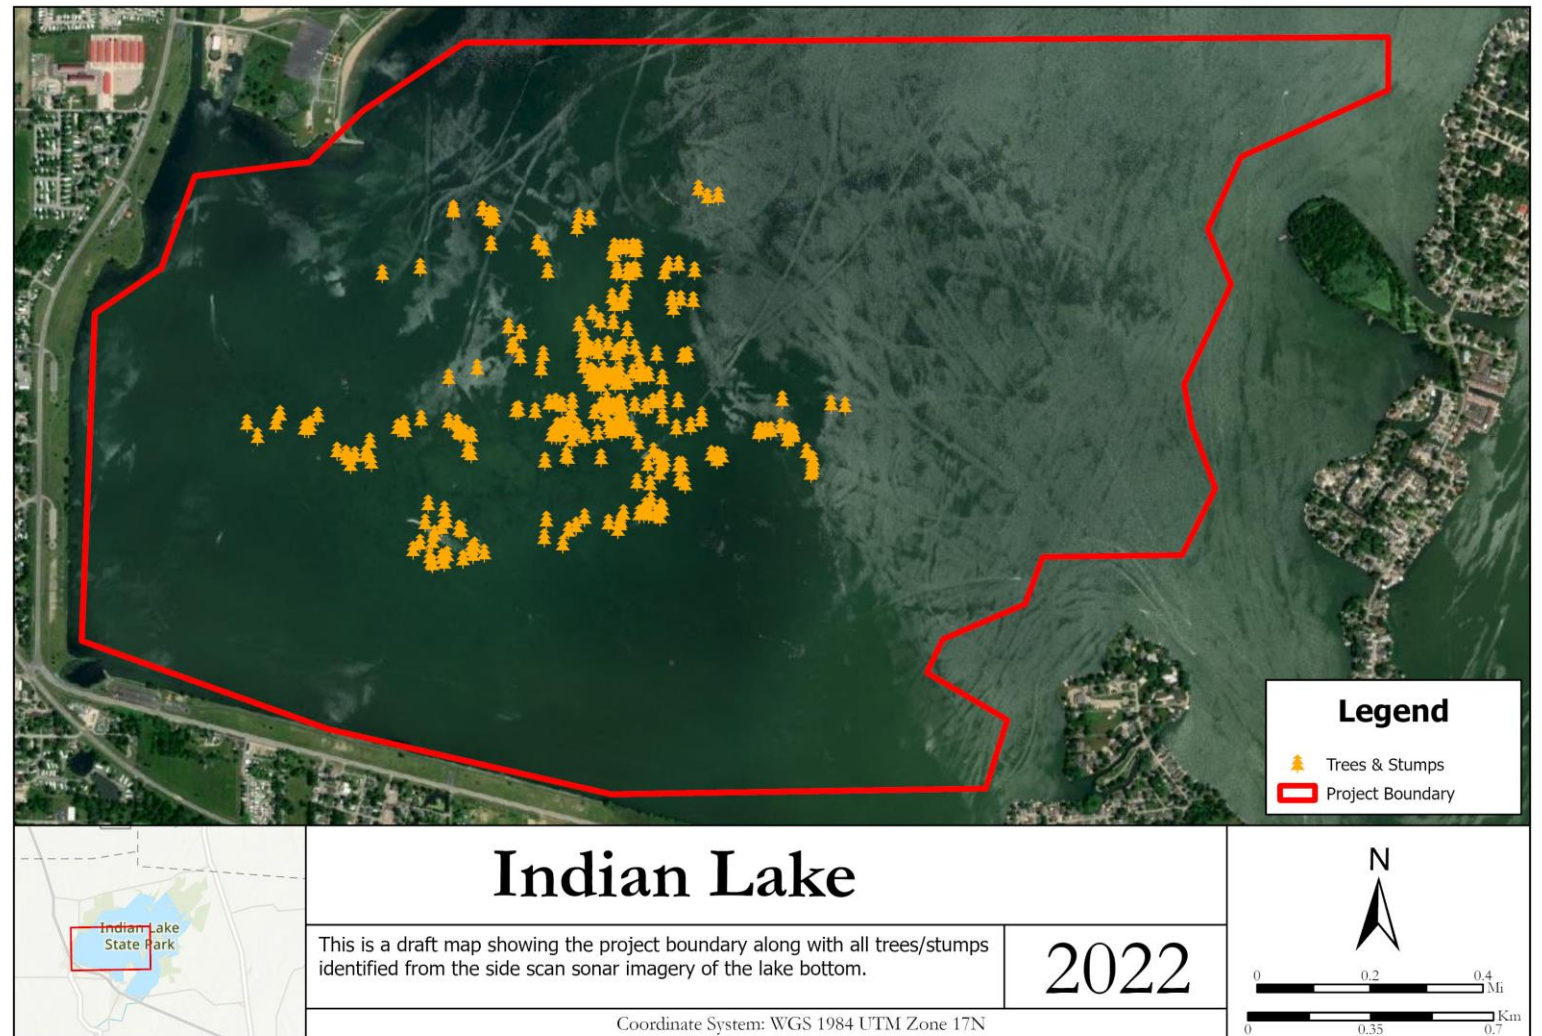 Legend
Trees & Stumps
Project Boundary
Indian Lake
State Park
Indian Lake
This is a draft map showing the project boundary along with all trees/stumps
identified from the side scan sonar imagery of the lake bottom.
2022
Coordinate System: WGS 1984 UTM Zone 17N
N
0 0.2 0.4
Mi
Km
0 0.35 0.7